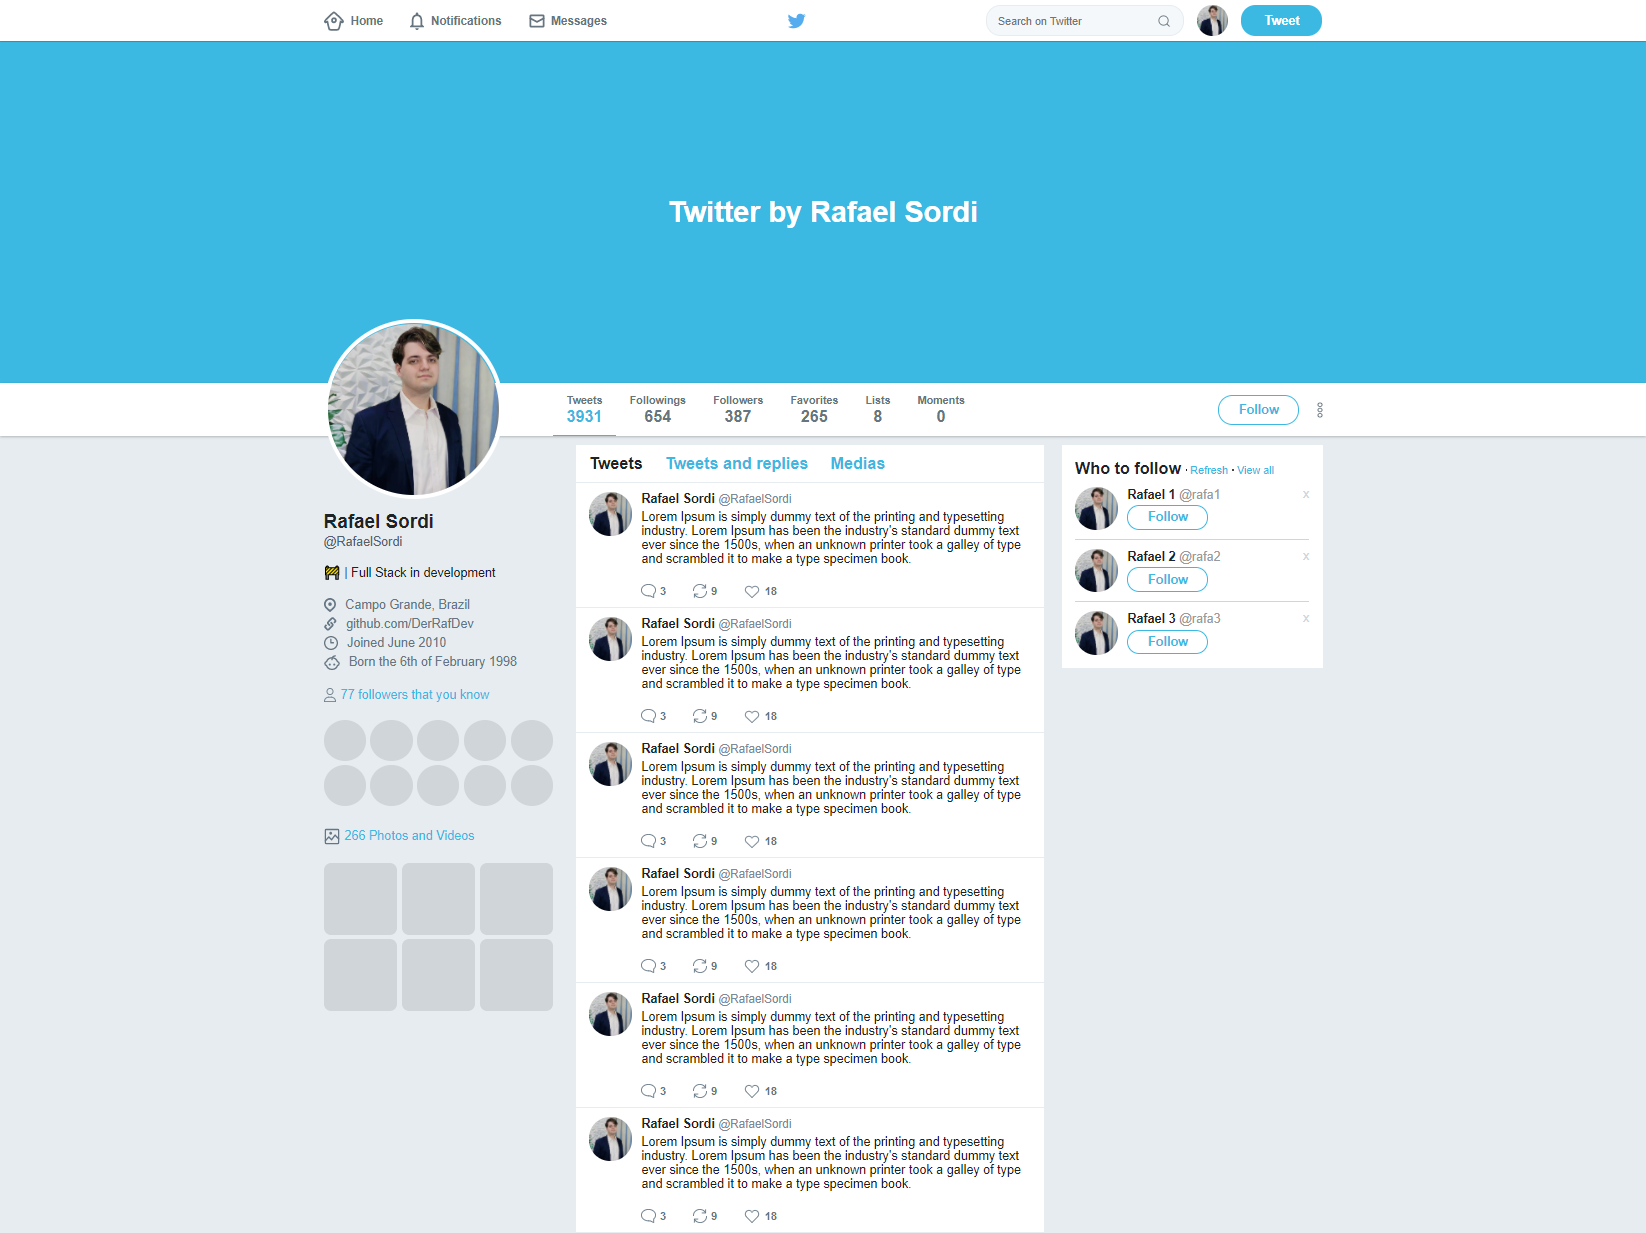 Home Notifications Messages Search on Twitter Tweet
Twitter by Rafael Sordi
Tweets Followings Followers Favorites Lists Moments
3931 654 387 265 8 0
Follow
Rafael Sordi
@RafaelSordi
| Full Stack in development
Campo Grande, Brazil
github.com/DerRafDev
Joined June 2010
Born the 6th of February 1998
77 followers that you know
266 Photos and Videos
Tweets Tweets and replies Medias
Rafael Sordi @RafaelSordi
Lorem Ipsum is simply dummy text of the printing and typesetting
industry. Lorem Ipsum has been the industry's standard dummy text
ever since the 1500s, when an unknown printer took a galley of type
and scrambled it to make a type specimen book.
3 9 18
Rafael Sordi @RafaelSordi
Lorem Ipsum is simply dummy text of the printing and typesetting
industry. Lorem Ipsum has been the industry's standard dummy text
ever since the 1500s, when an unknown printer took a galley of type
and scrambled it to make a type specimen book.
3 9 18
Rafael Sordi @RafaelSordi
Lorem Ipsum is simply dummy text of the printing and typesetting
industry. Lorem Ipsum has been the industry's standard dummy text
ever since the 1500s, when an unknown printer took a galley of type
and scrambled it to make a type specimen book.
3 9 18
Rafael Sordi @RafaelSordi
Lorem Ipsum is simply dummy text of the printing and typesetting
industry. Lorem Ipsum has been the industry's standard dummy text
ever since the 1500s, when an unknown printer took a galley of type
and scrambled it to make a type specimen book.
3 9 18
Rafael Sordi @RafaelSordi
Lorem Ipsum is simply dummy text of the printing and typesetting
industry. Lorem Ipsum has been the industry's standard dummy text
ever since the 1500s, when an unknown printer took a galley of type
and scrambled it to make a type specimen book.
3 9 18
Rafael Sordi @RafaelSordi
Lorem Ipsum is simply dummy text of the printing and typesetting
industry. Lorem Ipsum has been the industry's standard dummy text
ever since the 1500s, when an unknown printer took a galley of type
and scrambled it to make a type specimen book.
3 9 18
Who to follow · Refresh · View all
Rafael 1 @rafa1 x
Follow
Rafael 2 @rafa2 x
Follow
Rafael 3 @rafa3 x
Follow